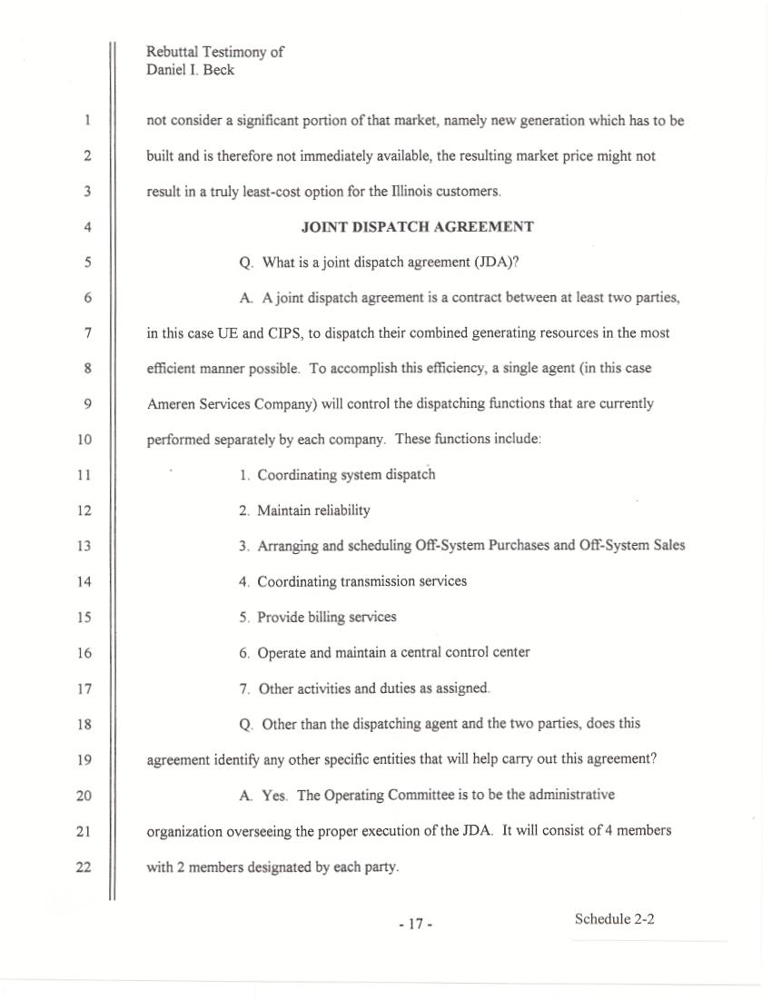 Rebuttal Testimony of
Daniel I. Beck
1 not consider a significant portion of that market, namely new generation which has to be
2 built and is therefore not immediately available, the resulting market price might not
3 result in a truly least-cost option for the Illinois customers.
4 JOINT DISPATCH AGREEMENT
5 Q. What is a joint dispatch agreement (JDA)?
6 A. A joint dispatch agreement is a contract between at least two parties,
7 in this case UE and CIPS, to dispatch their combined generating resources in the most
8 efficient manner possible. To accomplish this efficiency, a single agent (in this case
9 Ameren Services Company) will control the dispatching functions that are currently
10 performed separately by each company. These functions include:
11 1. Coordinating system dispatch
12 2. Maintain reliability
13 3. Arranging and scheduling Off-System Purchases and Off-System Sales
14 4. Coordinating transmission services
15 5. Provide billing services
16 6. Operate and maintain a central control center
17 7. Other activities and duties as assigned.
18 Q. Other than the dispatching agent and the two parties, does this
19 agreement identify any other specific entities that will help carry out this agreement?
20 A. Yes. The Operating Committee is to be the administrative
21 organization overseeing the proper execution of the JDA. It will consist of 4 members
22 with 2 members designated by each party.
- 17 -
Schedule 2-2